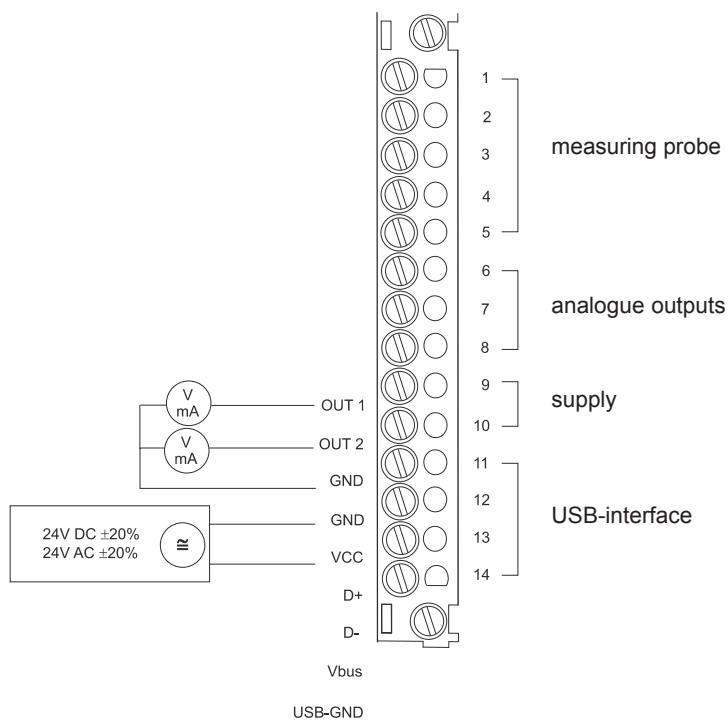 1
2
measuring probe
3
4
5
6
analogue outputs
7
8
V
mA
OUT 1
9
supply
V
mA
OUT 2
10
GND
11
24V DC ±20%
24V AC ±20%
≅
GND
12
USB-interface
VCC
13
14
D+
D-
Vbus
USB-GND